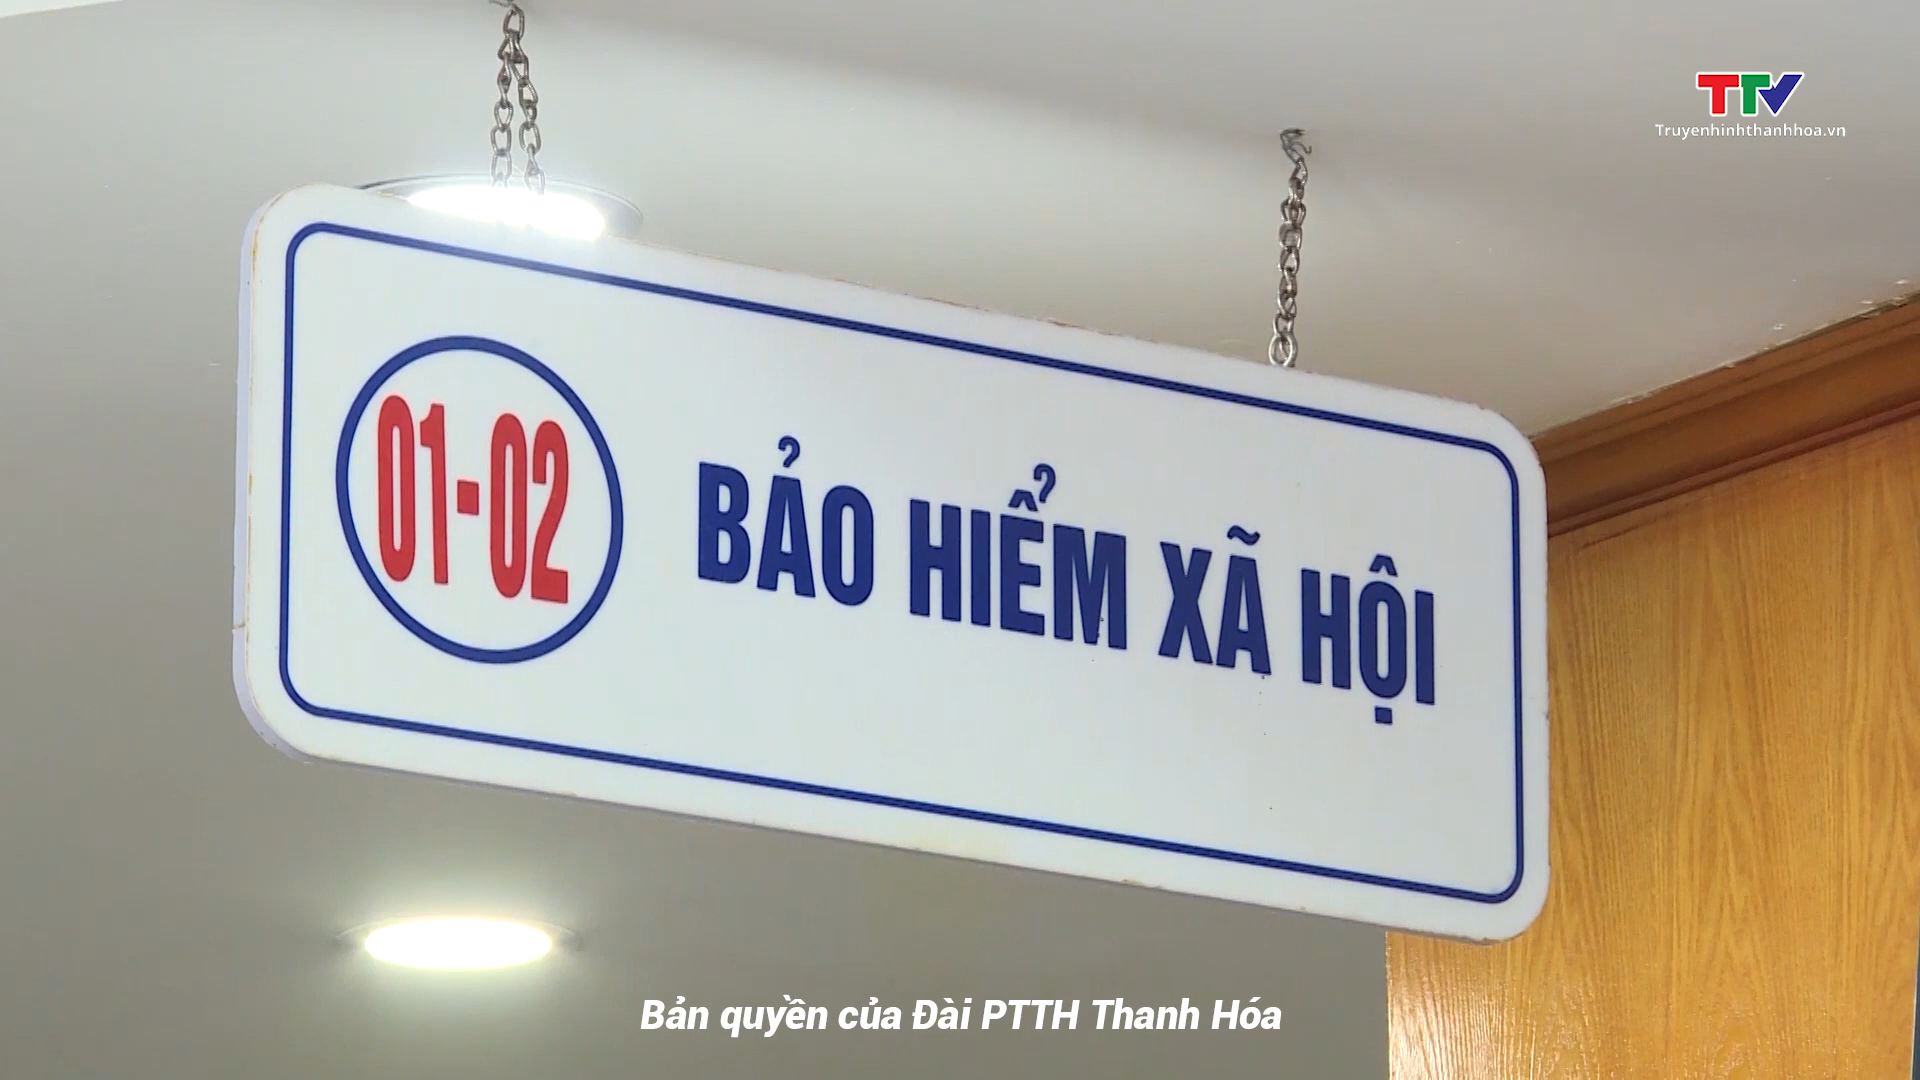 TTV
Truyenhinhthanhhoa.vn
01-02
BẢO HIỂM XÃ HỘI
Bản quyền của Đài PTTH Thanh Hóa